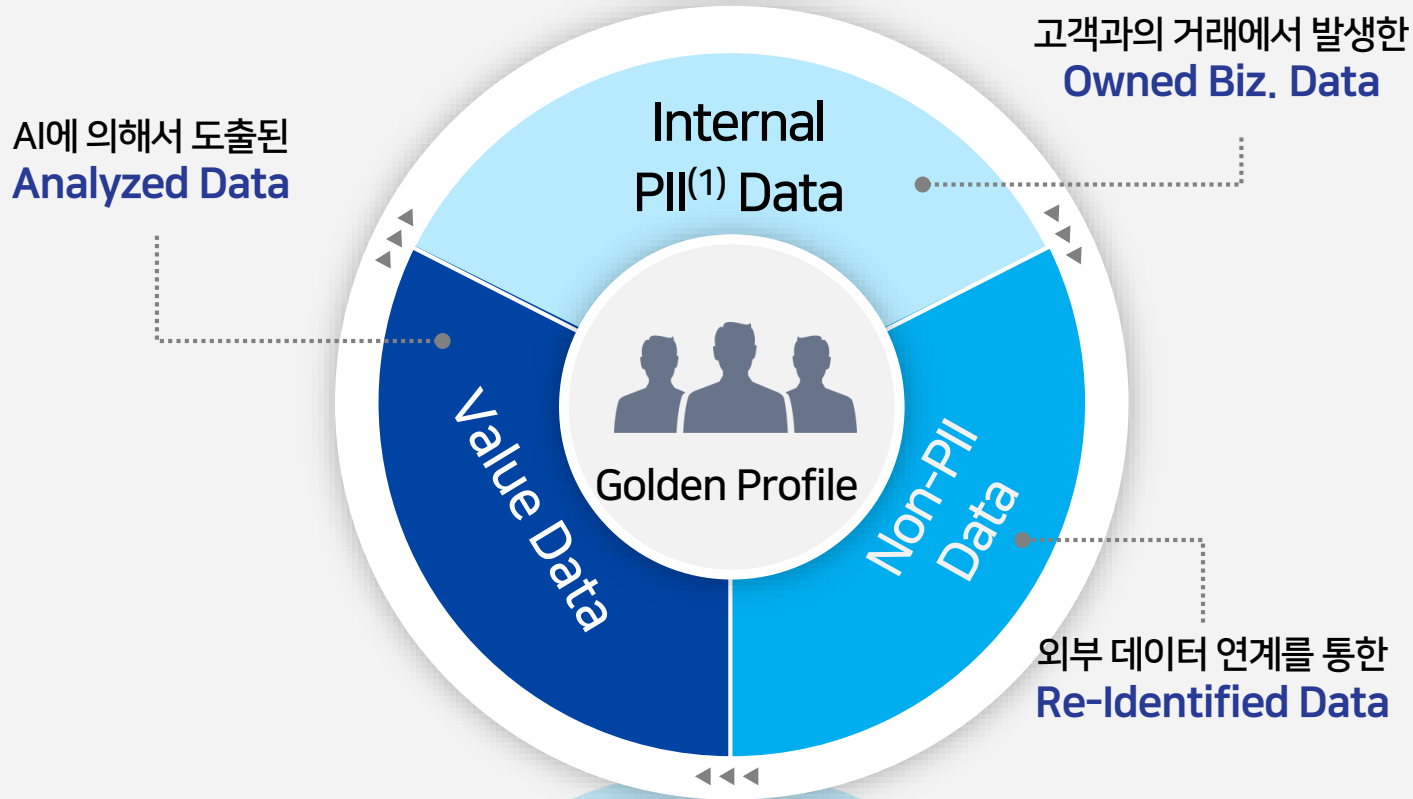 고객과의 거래에서 발생한
Owned Biz. Data
AI에 의해서 도출된
Analyzed Data
Internal
PII(1) Data
Value Data
Golden Profile
Non-PII
Data
외부 데이터 연계를 통한
Re-Identified Data